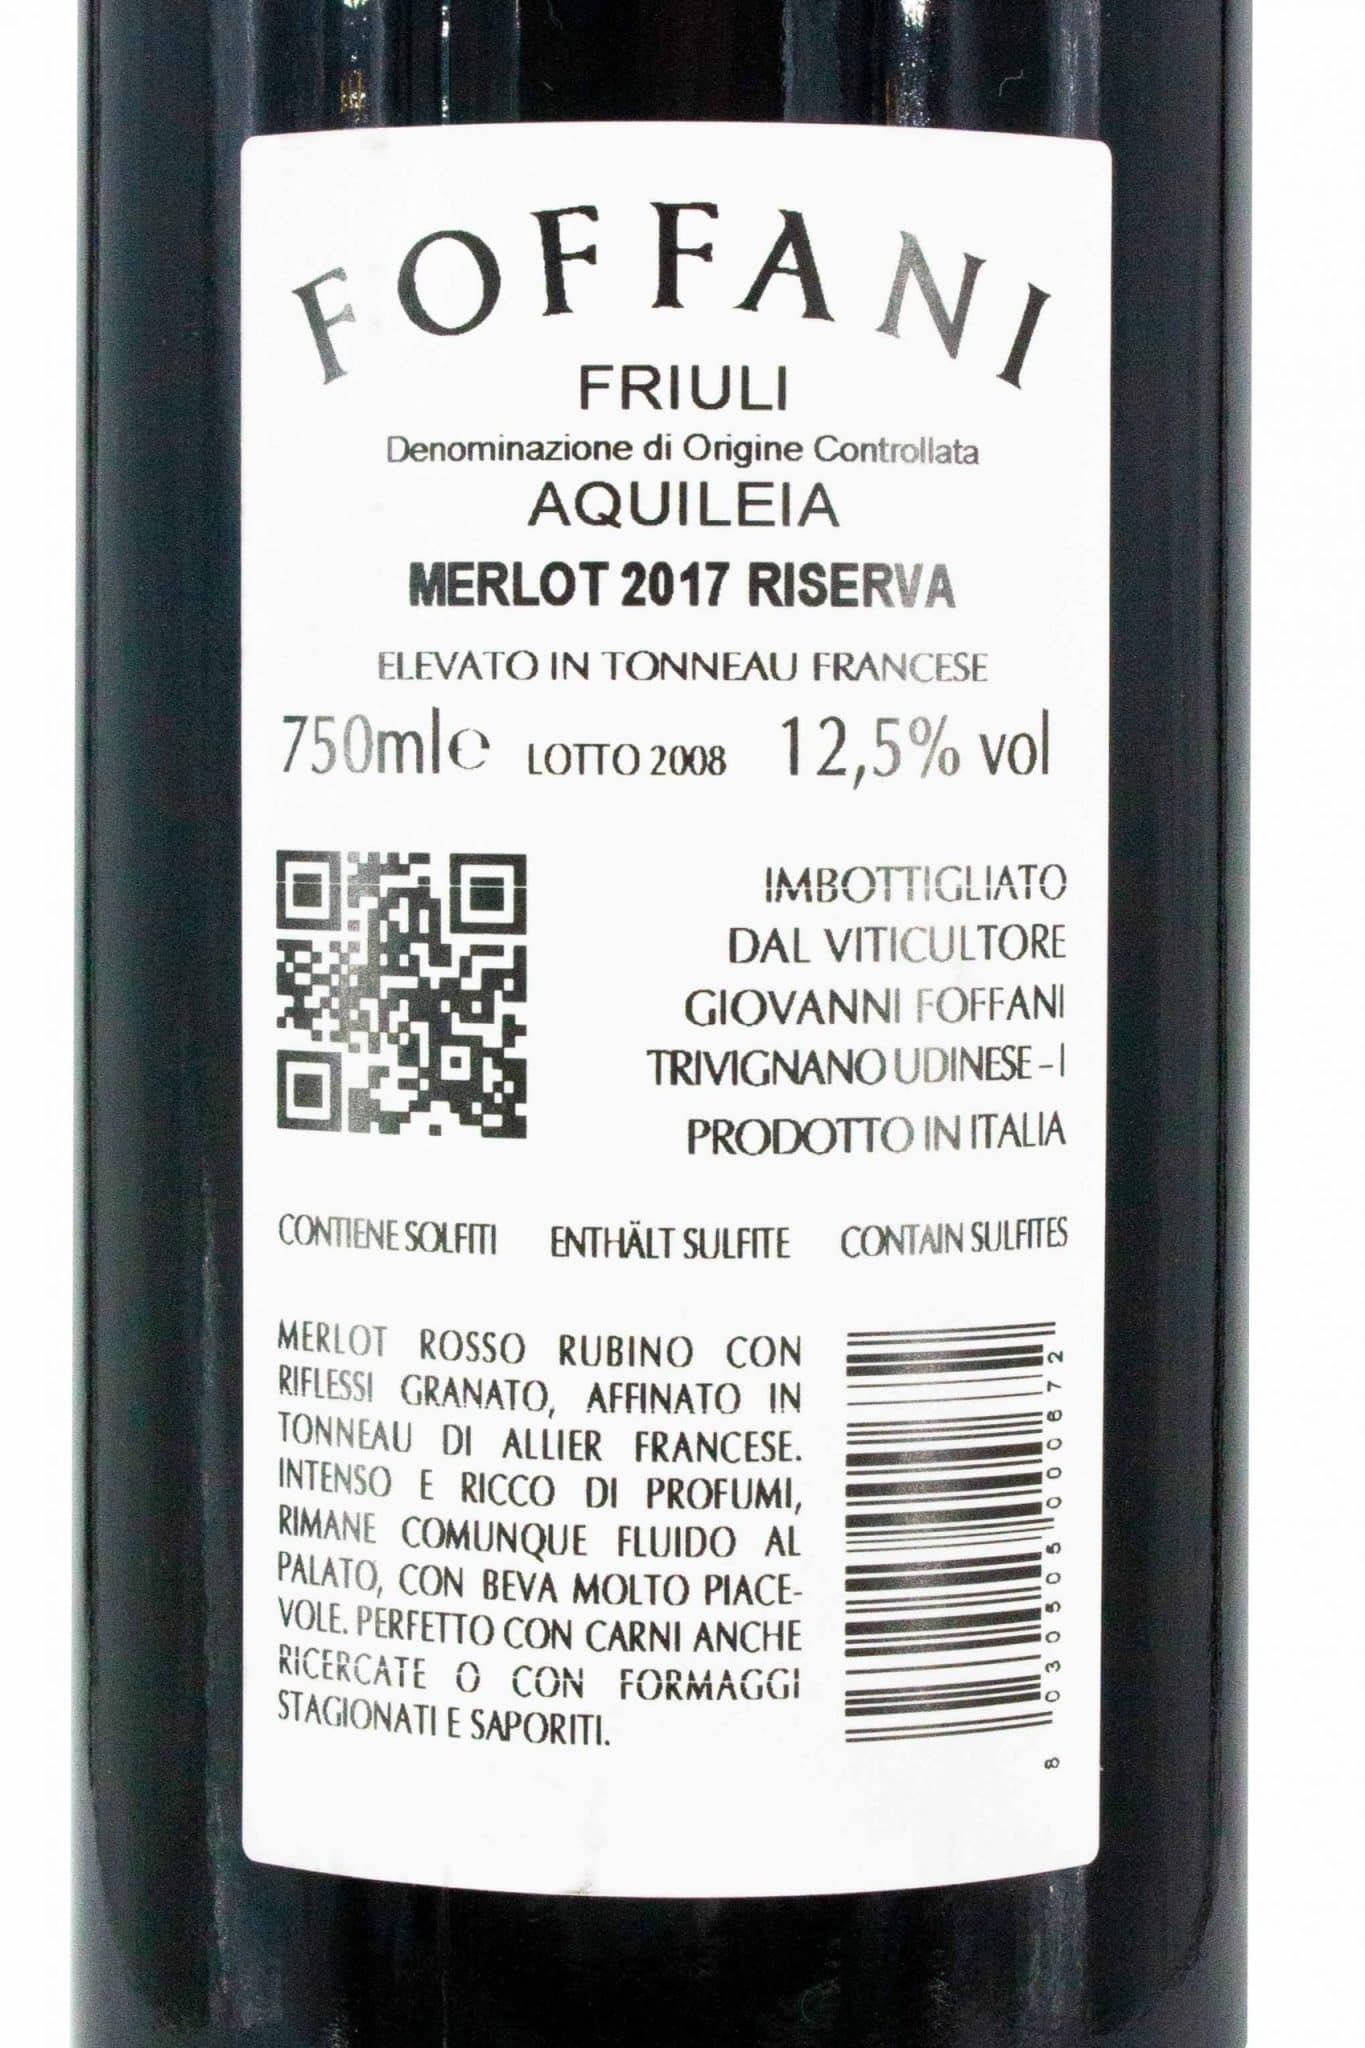 FOFFANI
FRIULI
Denominazione di Origine Controllata
AQUILEIA
MERLOT 2017 RISERVA
ELEVATO IN TONNEAU FRANCESE
750ml℮ LOTTO 2008 12,5% vol
IMBOTTIGLIATO
DAL VITICULTORE
GIOVANNI FOFFANI
TRIVIGNANO UDINESE - I
PRODOTTO IN ITALIA
CONTIENE SOLFITI ENTHÄLT SULFITE CONTAIN SULFITES
MERLOT ROSSO RUBINO CON
RIFLESSI GRANATO, AFFINATO IN
TONNEAU DI ALLIER FRANCESE.
INTENSO E RICCO DI PROFUMI,
RIMANE COMUNQUE FLUIDO AL
PALATO, CON BEVA MOLTO PIACE-
VOLE. PERFETTO CON CARNI ANCHE
RICERCATE O CON FORMAGGI
STAGIONATI E SAPORITI.
8 030505 000672